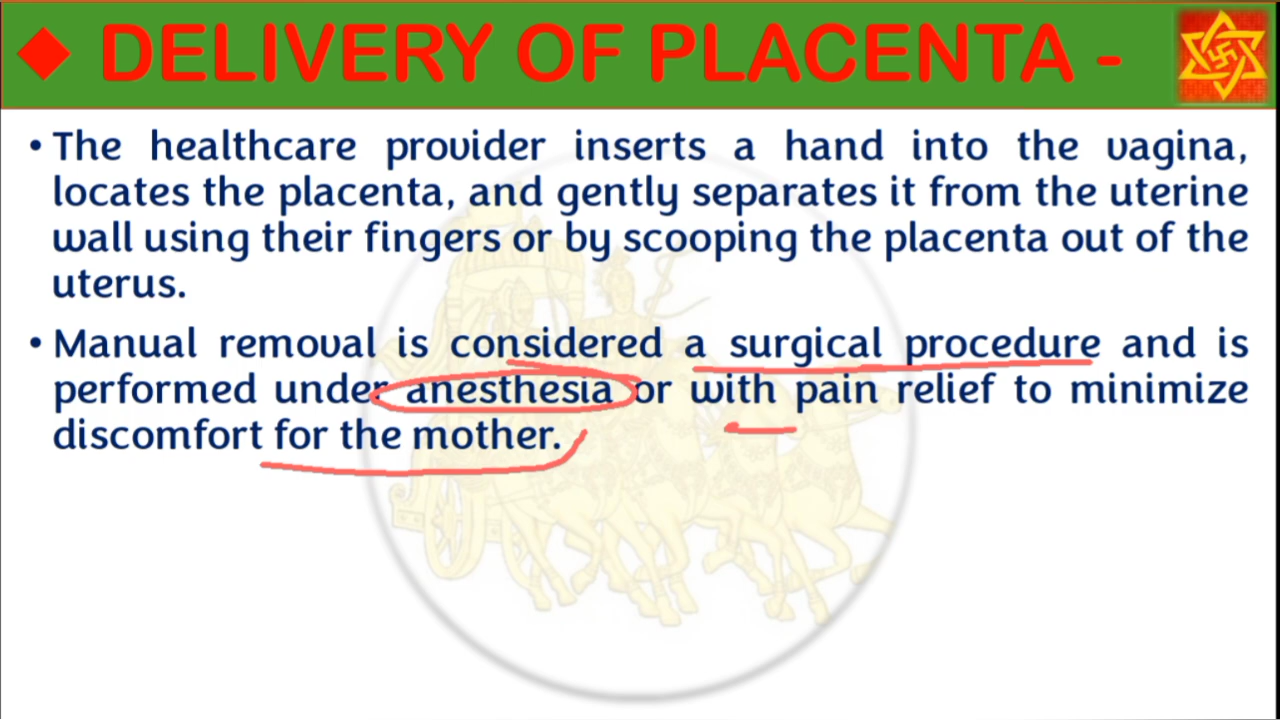 ◆ DELIVERY OF PLACENTA -
• The healthcare provider inserts a hand into the vagina,
locates the placenta, and gently separates it from the uterine
wall using their fingers or by scooping the placenta out of the
uterus.
• Manual removal is considered a surgical procedure and is
performed under anesthesia or with pain relief to minimize
discomfort for the mother.